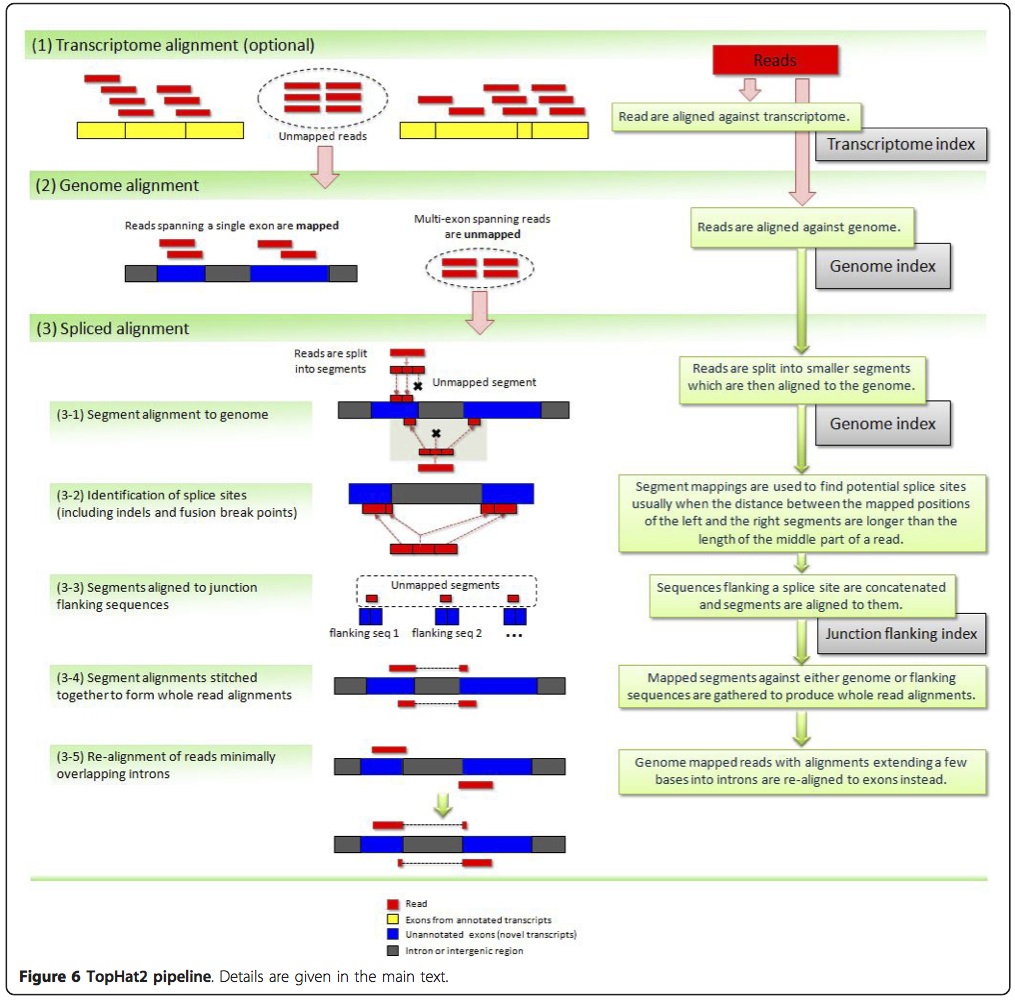 (1) Transcriptome alignment (optional)
Reads
Unmapped reads
Read are aligned against transcriptome.
Transcriptome index
(2) Genome alignment
Reads spanning a single exon are mapped
Multi-exon spanning reads
are unmapped
Reads are aligned against genome.
Genome index
(3) Spliced alignment
Reads are split
into segments
Unmapped segment
(3-1) Segment alignment to genome
Reads are split into smaller segments
which are then aligned to the genome.
Genome index
(3-2) Identification of splice sites
(including indels and fusion break points)
Segment mappings are used to find potential splice sites
usually when the distance between the mapped positions
of the left and the right segments are longer than the
length of the middle part of a read.
(3-3) Segments aligned to junction
flanking sequences
Unmapped segments
flanking seq 1
flanking seq 2
...
Sequences flanking a splice site are concatenated
and segments are aligned to them.
Junction flanking index
(3-4) Segment alignments stitched
together to form whole read alignments
Mapped segments against either genome or flanking
sequences are gathered to produce whole read alignments.
(3-5) Re-alignment of reads minimally
overlapping introns
Genome mapped reads with alignments extending a few
bases into introns are re-aligned to exons instead.
Read
Exons from annotated transcripts
Unannotated exons (novel transcripts)
Intron or intergenic region
Figure 6 TopHat2 pipeline. Details are given in the main text.